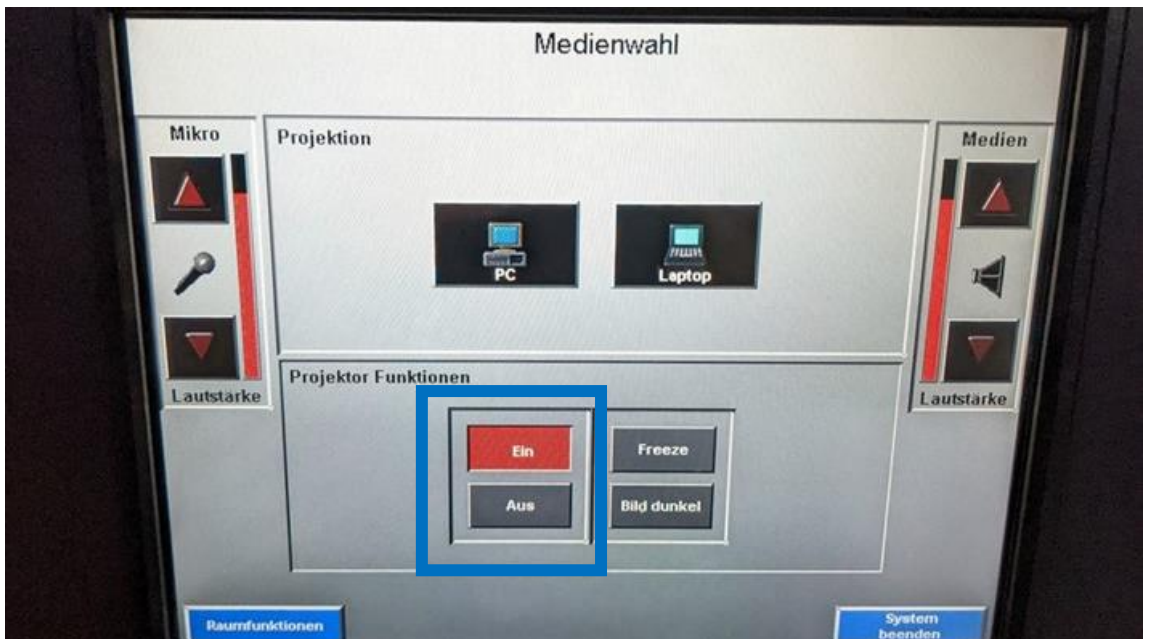 Medienwahl
Mikro
Projektion
Medien
PC
Laptop
Projektor Funktionen
Lautstärke
Lautstärke
Ein
Freeze
Aus
Bild dunkel
Raumfunktionen
System
beenden